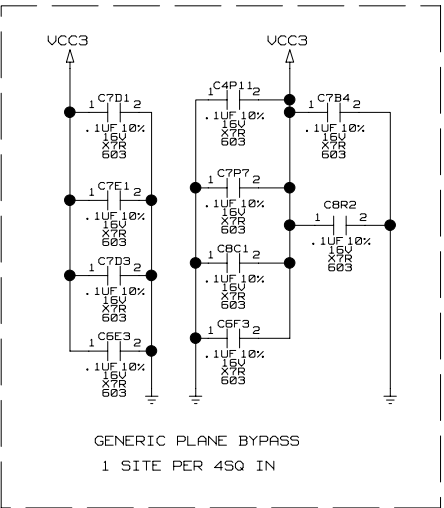 VCC3
VCC3
C7D1
1 2
.1UF 10%
16V
X7R
603
C7E1
1 2
.1UF 10%
16V
X7R
603
C7D3
1 2
.1UF 10%
16V
X7R
603
C6E3
1 2
.1UF 10%
16V
X7R
603
C4P11
1 2
.1UF 10%
16V
X7R
603
C7P7
1 2
.1UF 10%
16V
X7R
603
C8C1
1 2
.1UF 10%
16V
X7R
603
C6F3
1 2
.1UF 10%
16V
X7R
603
C7B4
1 2
.1UF 10%
16V
X7R
603
C8R2
1 2
.1UF 10%
16V
X7R
603
GENERIC PLANE BYPASS
1 SITE PER 4SQ IN